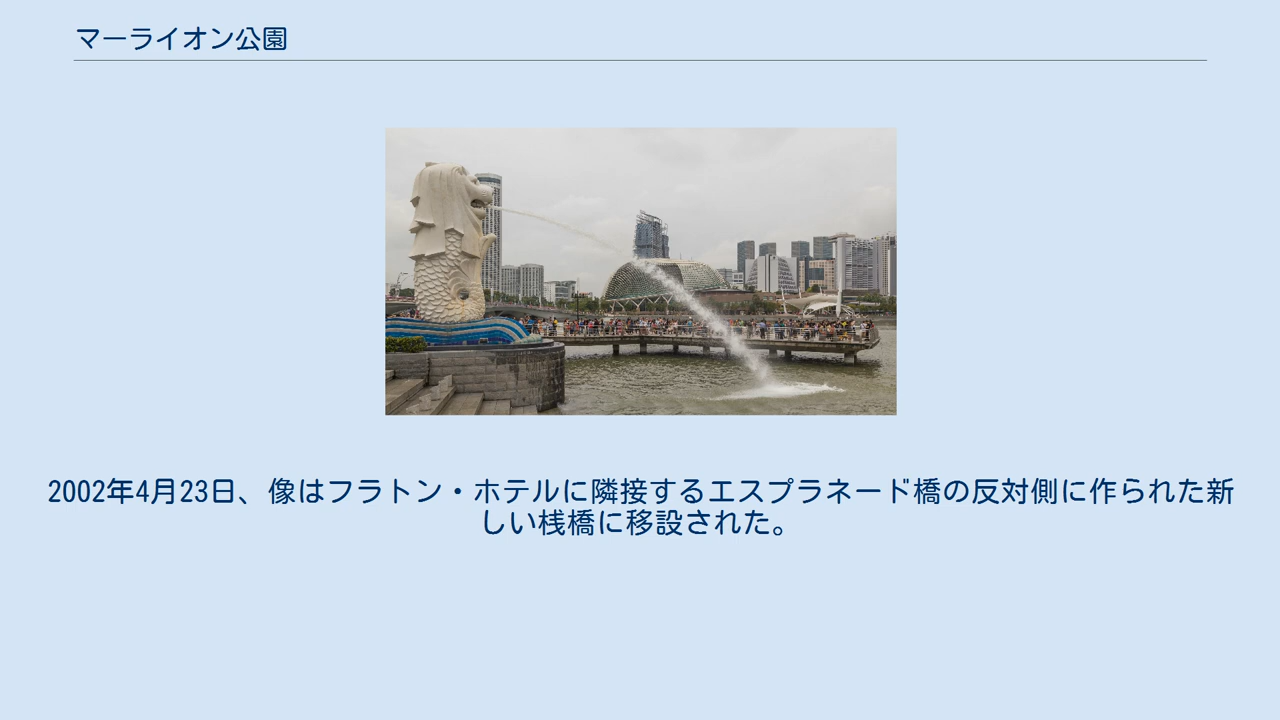 マーライオン公園
2002年4月23日、像はフラトン・ホテルに隣接するエスプラネード橋の反対側に作られた新
しい桟橋に移設された。